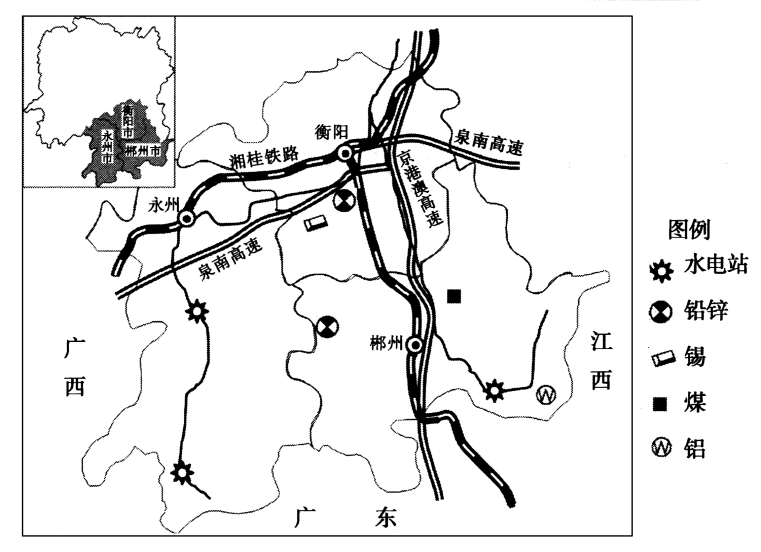 衡阳市
永州市
郴州市
衡阳
湘桂铁路
泉南高速
京港澳高速
永州
泉南高速
郴州
广西
江西
广东
图例
水电站
铅锌
锡
煤
W
W 铝